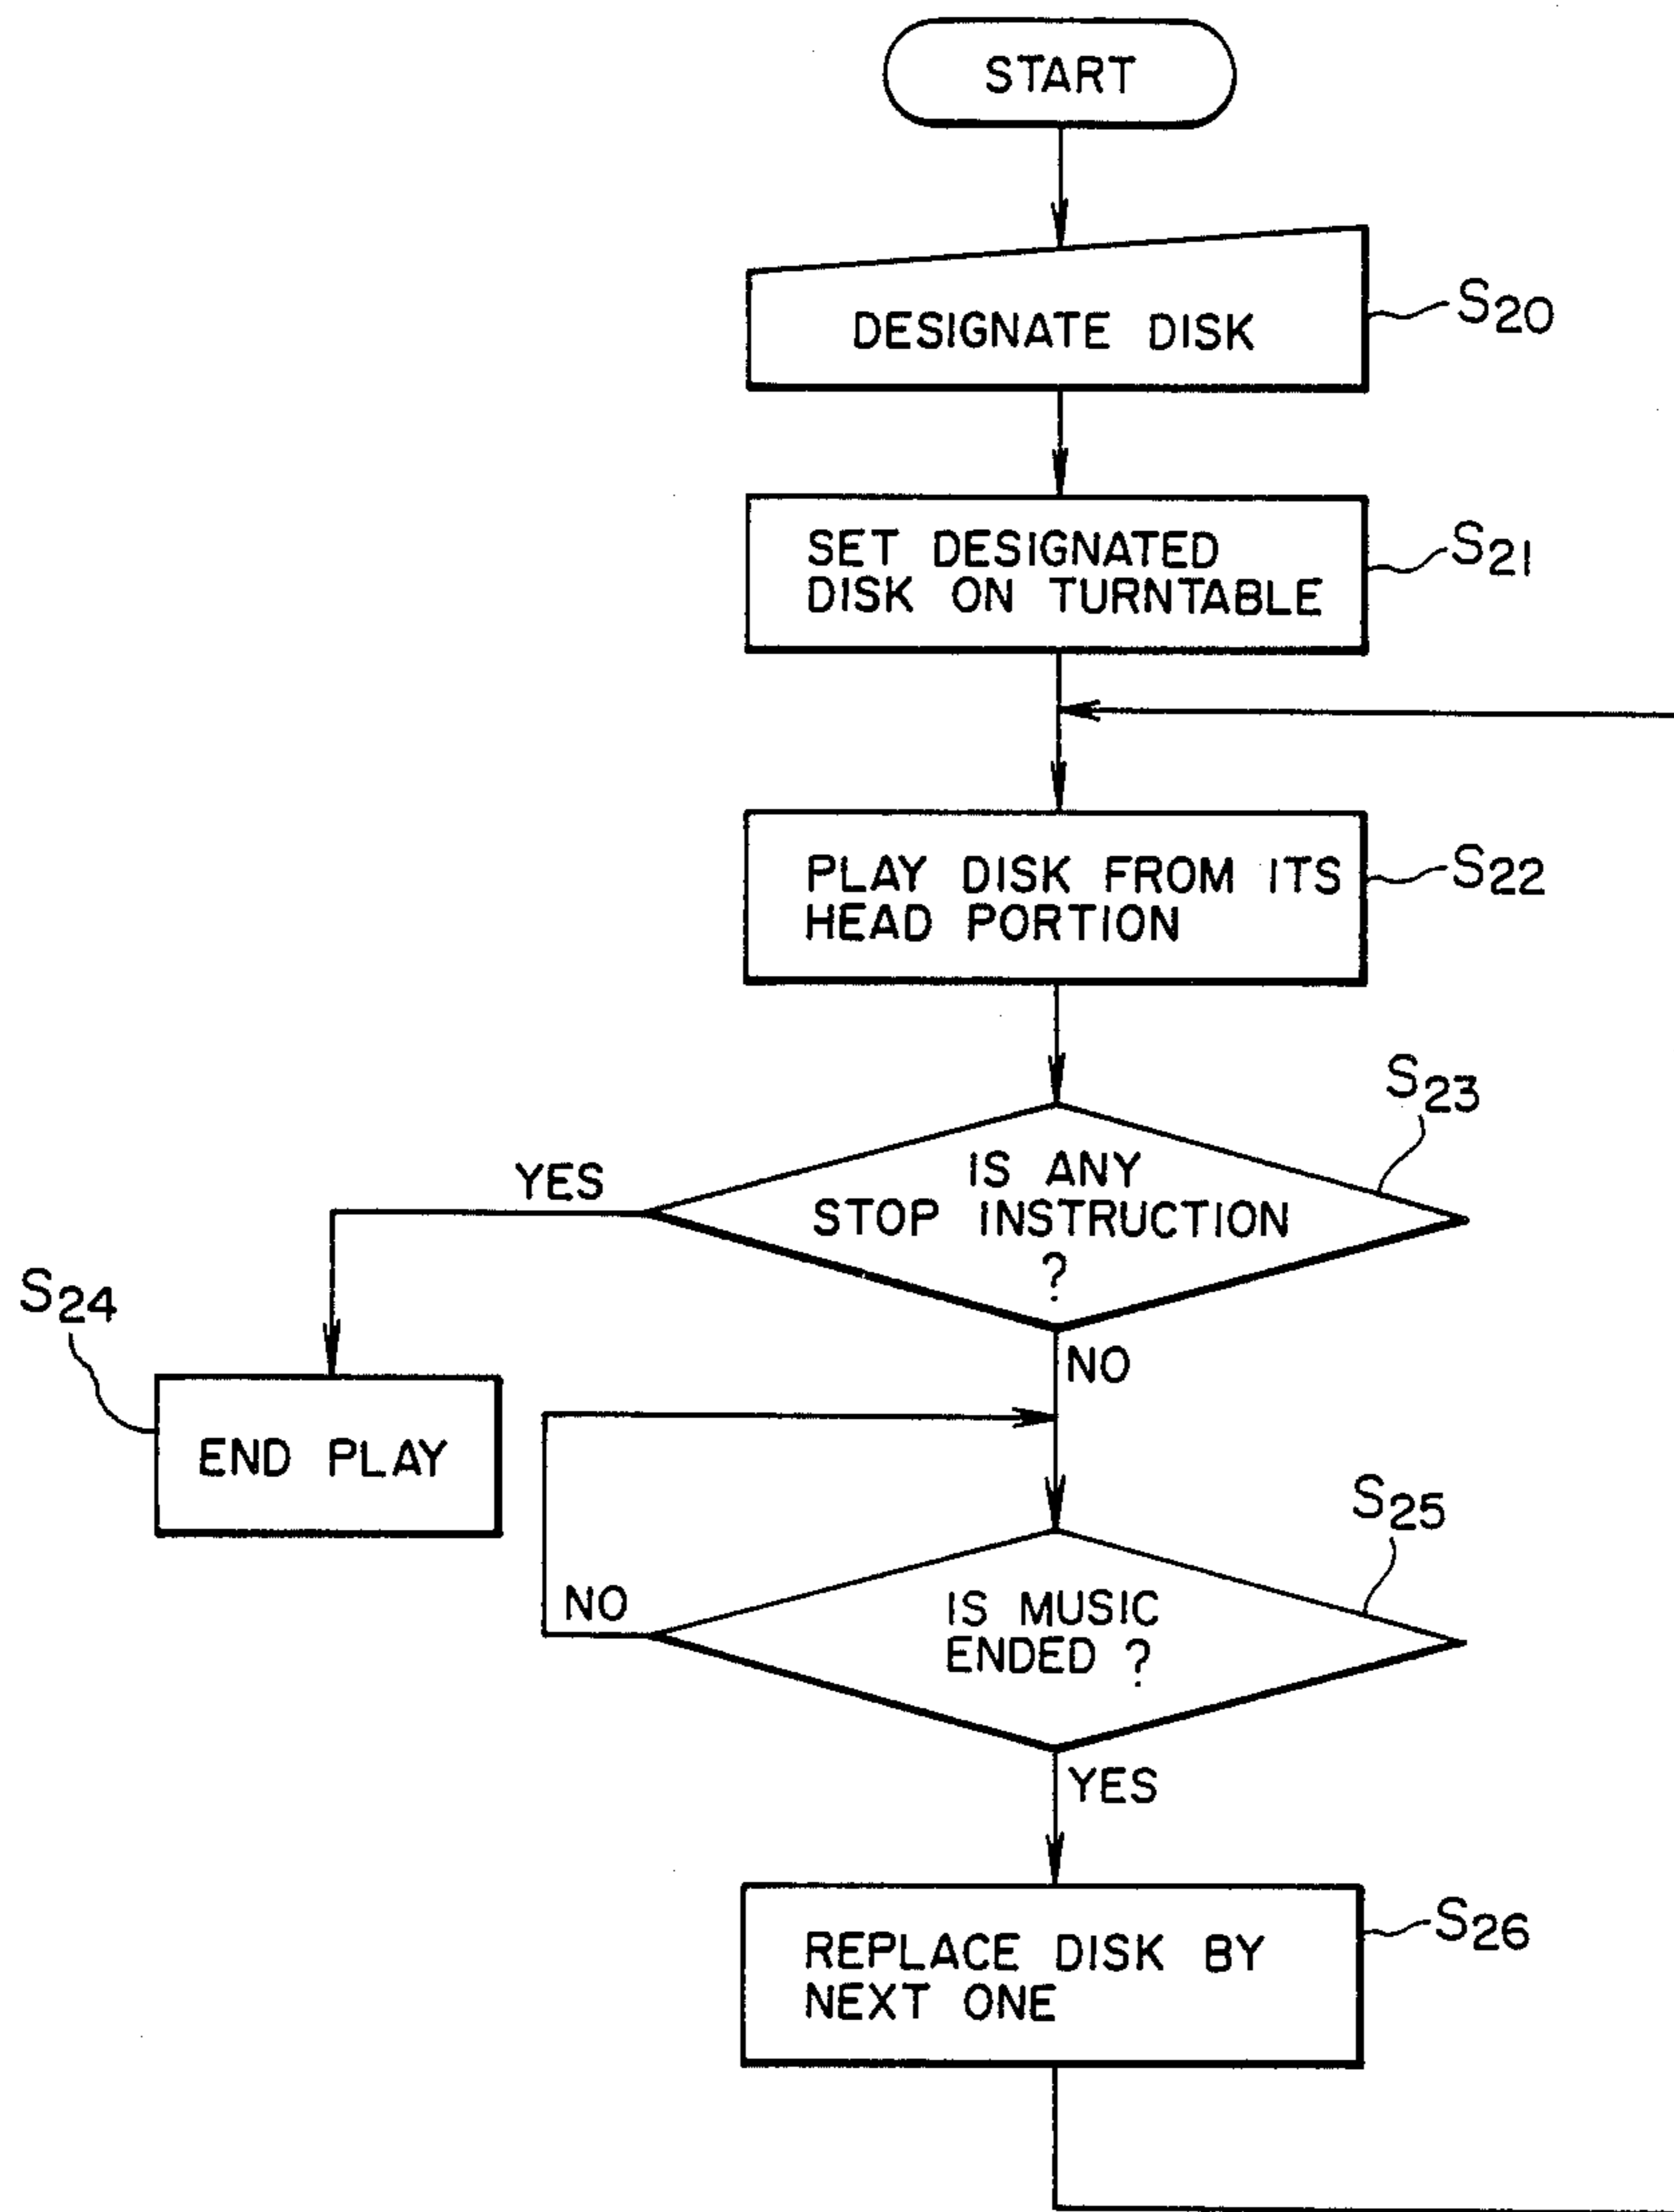 START
DESIGNATE DISK
S20
SET DESIGNATED
DISK ON TURNTABLE
S21
PLAY DISK FROM ITS
HEAD PORTION
S22
S23
IS ANY
STOP INSTRUCTION
?
YES
NO
S24
END PLAY
S25
IS MUSIC
ENDED ?
NO
YES
S26
REPLACE DISK BY
NEXT ONE